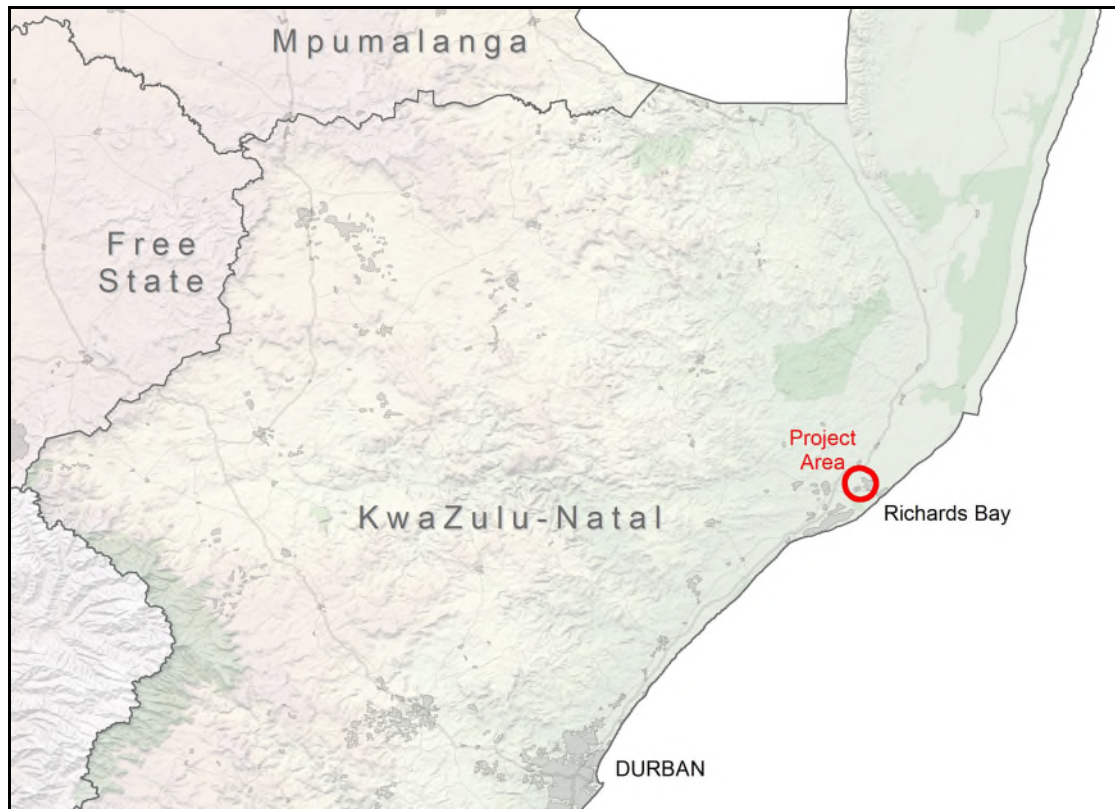 Mpumalanga
Free
State
Project
Area
KwaZulu-Natal
Richards Bay
DURBAN